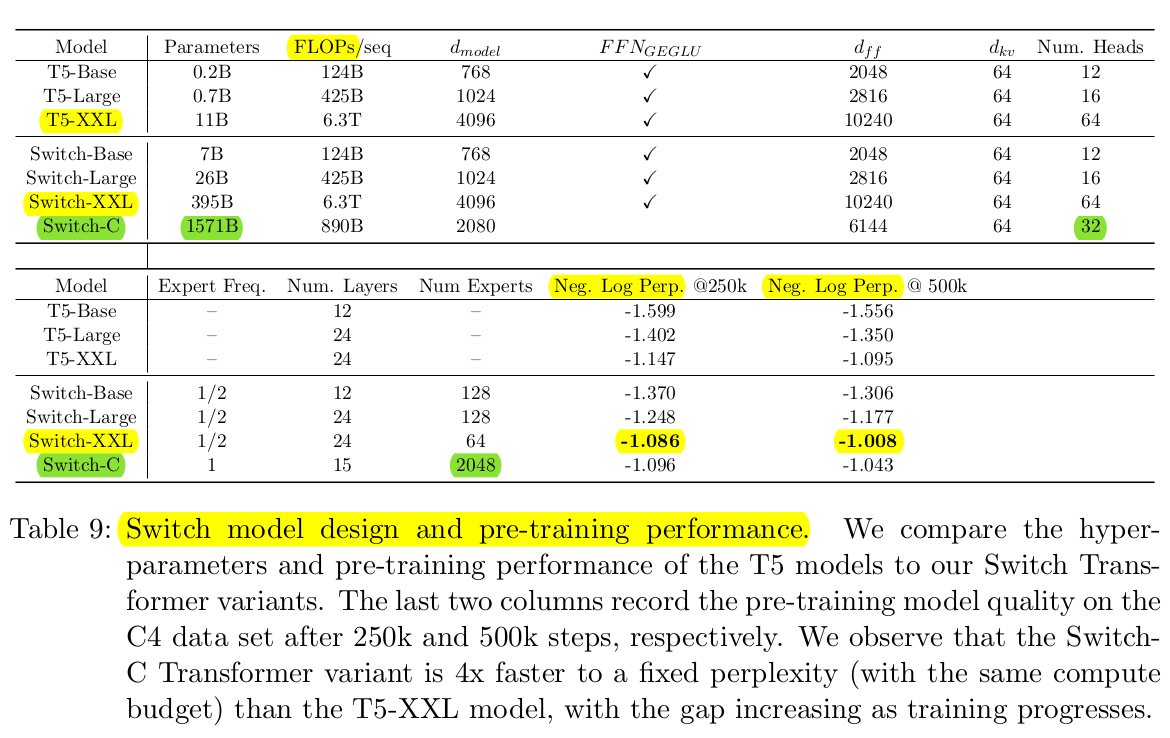 Model Parameters FLOPs/seq d_model FFN_GEGLU d_ff d_kv Num. Heads
T5-Base 0.2B 124B 768 ✓ 2048 64 12
T5-Large 0.7B 425B 1024 ✓ 2816 64 16
T5-XXL 11B 6.3T 4096 ✓ 10240 64 64
Switch-Base 7B 124B 768 ✓ 2048 64 12
Switch-Large 26B 425B 1024 ✓ 2816 64 16
Switch-XXL 395B 6.3T 4096 ✓ 10240 64 64
Switch-C 1571B 890B 2080 6144 64 32
Model Expert Freq. Num. Layers Num Experts Neg. Log Perp. @250k Neg. Log Perp. @ 500k
T5-Base – 12 – -1.599 -1.556
T5-Large – 24 – -1.402 -1.350
T5-XXL – 24 – -1.147 -1.095
Switch-Base 1/2 12 128 -1.370 -1.306
Switch-Large 1/2 24 128 -1.248 -1.177
Switch-XXL 1/2 24 64 -1.086 -1.008
Switch-C 1 15 2048 -1.096 -1.043
Table 9: Switch model design and pre-training performance. We compare the hyper-
parameters and pre-training performance of the T5 models to our Switch Trans-
former variants. The last two columns record the pre-training model quality on the
C4 data set after 250k and 500k steps, respectively. We observe that the Switch-
C Transformer variant is 4x faster to a fixed perplexity (with the same compute
budget) than the T5-XXL model, with the gap increasing as training progresses.